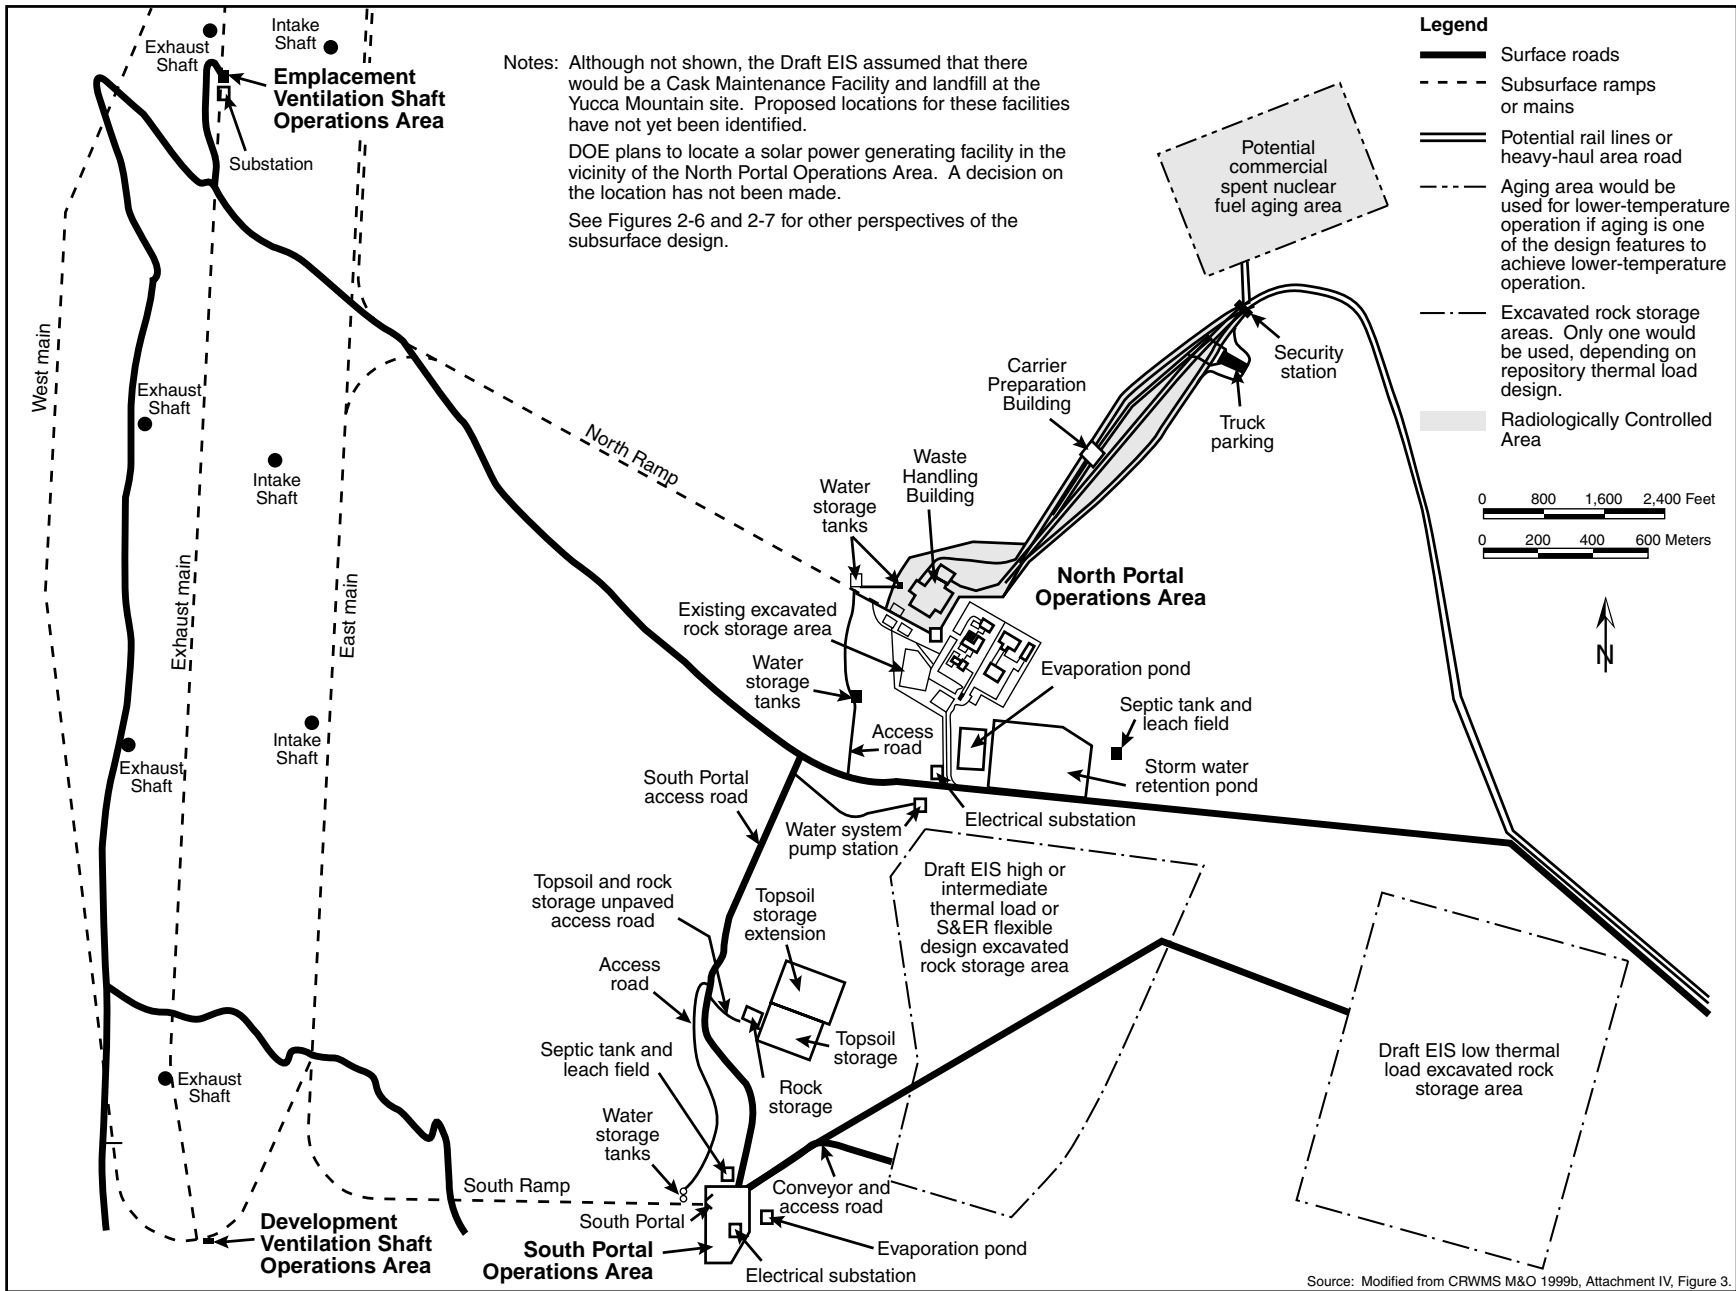 Exhaust
Shaft
Intake
Shaft
Emplacement
Ventilation Shaft
Operations Area
Substation
Notes: Although not shown, the Draft EIS assumed that there
would be a Cask Maintenance Facility and landfill at the
Yucca Mountain site. Proposed locations for these facilities
have not yet been identified.
DOE plans to locate a solar power generating facility in the
vicinity of the North Portal Operations Area. A decision on
the location has not been made.
See Figures 2-6 and 2-7 for other perspectives of the
subsurface design.
Legend
Surface roads
Subsurface ramps
or mains
Potential rail lines or
heavy-haul area road
Aging area would be
used for lower-temperature
operation if aging is one
of the design features to
achieve lower-temperature
operation.
Excavated rock storage
areas. Only one would
be used, depending on
repository thermal load
design.
Radiologically Controlled
Area
0 800 1,600 2,400 Feet
0 200 400 600 Meters
N
Potential
commercial
spent nuclear
fuel aging area
Security
station
Truck
parking
Carrier
Preparation
Building
Waste
Handling
Building
Water
storage
tanks
North Ramp
West main
Exhaust
Shaft
Intake
Shaft
Exhaust main
East main
North Portal
Operations Area
Existing excavated
rock storage area
Water
storage
tanks
Evaporation pond
Septic tank and
leach field
Access
road
Storm water
retention pond
Intake
Shaft
Exhaust
Shaft
South Portal
access road
Water system
pump station
Electrical substation
Topsoil and rock
storage unpaved
access road
Topsoil
storage
extension
Draft EIS high or
intermediate
thermal load or
S&ER flexible
design excavated
rock storage area
Access
road
Topsoil
storage
Septic tank and
leach field
Rock
storage
Draft EIS low thermal
load excavated rock
storage area
Exhaust
Shaft
Water
storage
tanks
South Ramp
Conveyor and
access road
South Portal
Development
Ventilation Shaft
Operations Area
South Portal
Operations Area
Evaporation pond
Electrical substation
Source: Modified from CRWMS M&O 1999b, Attachment IV, Figure 3.